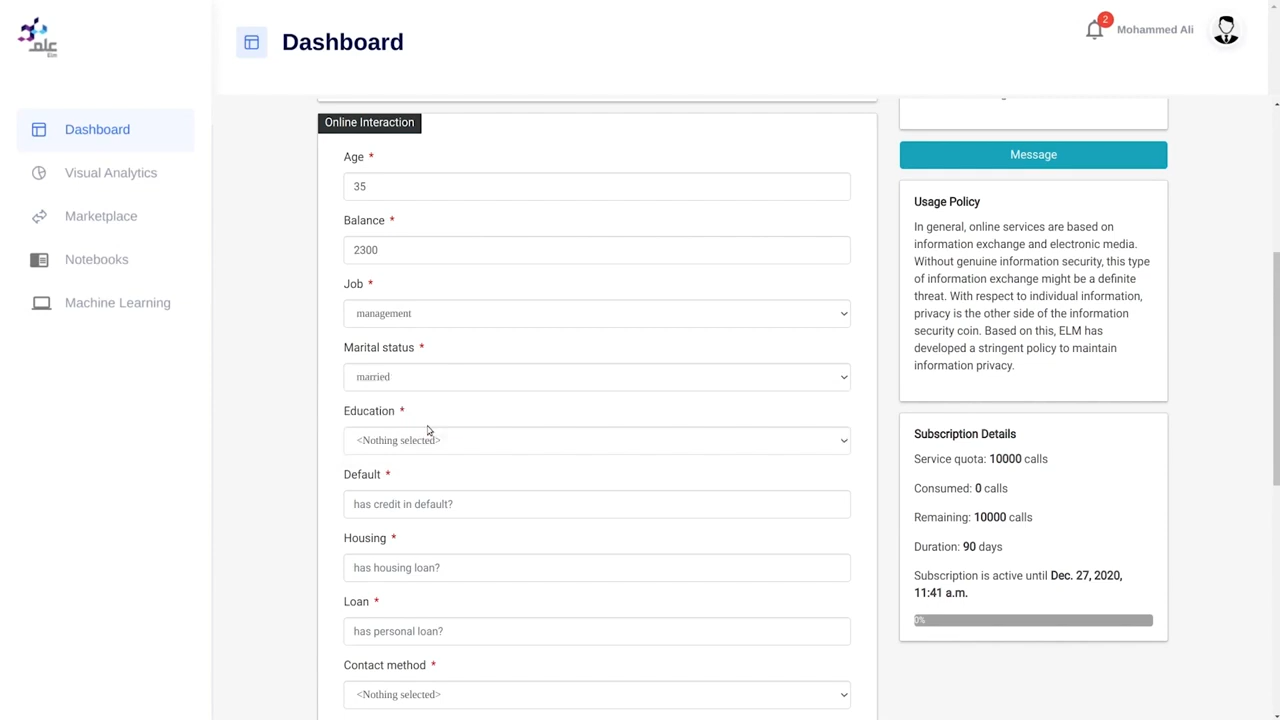 علم
Elm
Dashboard
2
Mohammed Ali
Dashboard
Visual Analytics
Marketplace
Notebooks
Machine Learning
Online Interaction
Age *
35
Balance *
2300
Job *
management
Marital status *
married
Education *
<Nothing selected>
Default *
has credit in default?
Housing *
has housing loan?
Loan *
has personal loan?
Contact method *
<Nothing selected>
Message
Usage Policy
In general, online services are based on
information exchange and electronic media.
Without genuine information security, this type
of information exchange might be a definite
threat. With respect to individual information,
privacy is the other side of the information
security coin. Based on this, ELM has
developed a stringent policy to maintain
information privacy.
Subscription Details
Service quota: 10000 calls
Consumed: 0 calls
Remaining: 10000 calls
Duration: 90 days
Subscription is active until Dec. 27, 2020,
11:41 a.m.
0%